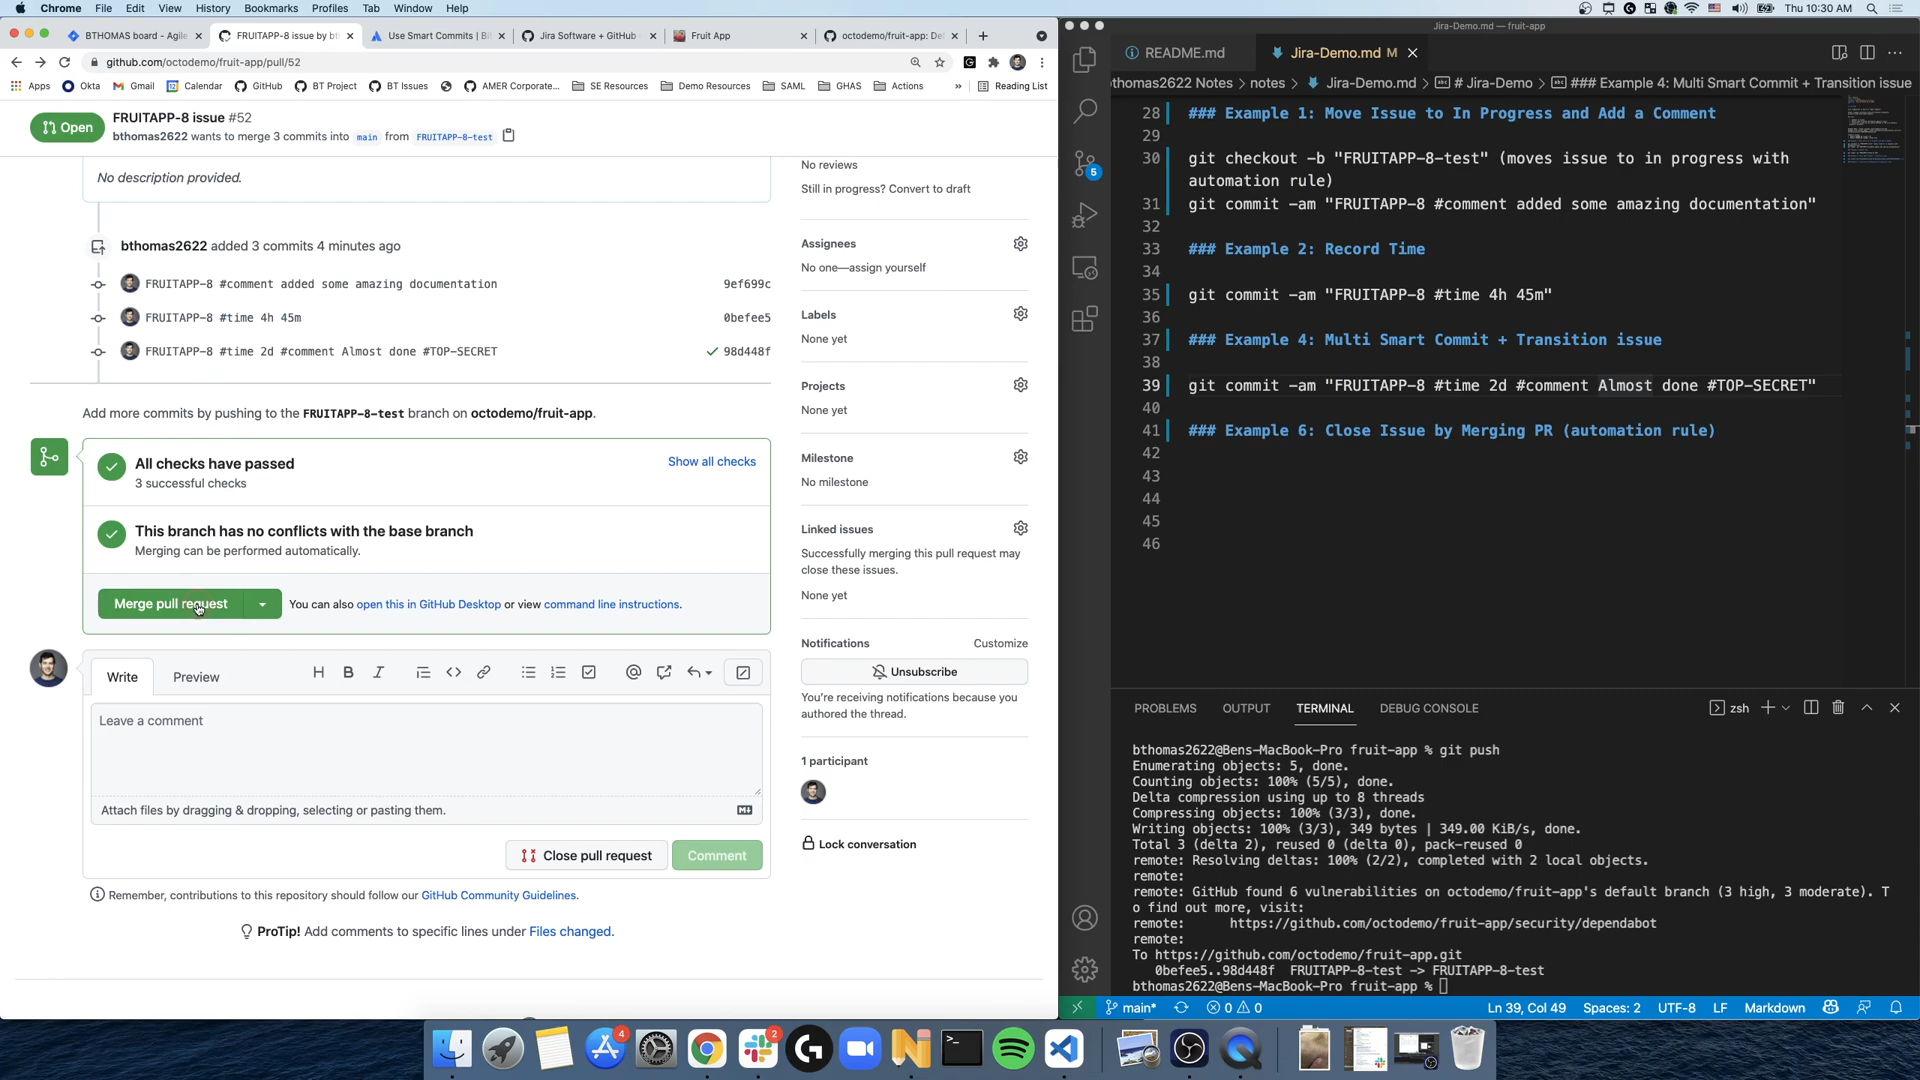 Chrome File Edit View History Bookmarks Profiles Tab Window Help Thu 10:30 AM
BTHOMAS board - Agile FRUITAPP-8 issue by bt Use Smart Commits | Bi Jira Software + GitHub Fruit App octodemo/fruit-app: De
github.com/octodemo/fruit-app/pull/52
Apps Okta Gmail Calendar GitHub BT Project BT Issues AMER Corporate... SE Resources Demo Resources SAML GHAS Actions » Reading List
Open
FRUITAPP-8 issue #52
bthomas2622 wants to merge 3 commits into main from FRUITAPP-8-test
No description provided.
bthomas2622 added 3 commits 4 minutes ago
FRUITAPP-8 #comment added some amazing documentation 9ef699c
FRUITAPP-8 #time 4h 45m 0befee5
FRUITAPP-8 #time 2d #comment Almost done #TOP-SECRET 98d448f
Add more commits by pushing to the FRUITAPP-8-test branch on octodemo/fruit-app.
All checks have passed
3 successful checks
Show all checks
This branch has no conflicts with the base branch
Merging can be performed automatically.
Merge pull request You can also open this in GitHub Desktop or view command line instructions.
Write Preview
Leave a comment
Attach files by dragging & dropping, selecting or pasting them.
Close pull request Comment
Remember, contributions to this repository should follow our GitHub Community Guidelines.
ProTip! Add comments to specific lines under Files changed.
No reviews
Still in progress? Convert to draft
Assignees
No one—assign yourself
Labels
None yet
Projects
None yet
Milestone
No milestone
Linked issues
Successfully merging this pull request may
close these issues.
None yet
Notifications Customize
Unsubscribe
You're receiving notifications because you
authored the thread.
1 participant
Lock conversation
Jira-Demo.md — fruit-app
README.md Jira-Demo.md M
bthomas2622 Notes > notes > Jira-Demo.md > # Jira-Demo > ### Example 4: Multi Smart Commit + Transition issue
28 ### Example 1: Move Issue to In Progress and Add a Comment
29
30 git checkout -b "FRUITAPP-8-test" (moves issue to in progress with
automation rule)
31 git commit -am "FRUITAPP-8 #comment added some amazing documentation"
32
33 ### Example 2: Record Time
34
35 git commit -am "FRUITAPP-8 #time 4h 45m"
36
37 ### Example 4: Multi Smart Commit + Transition issue
38
39 git commit -am "FRUITAPP-8 #time 2d #comment Almost done #TOP-SECRET"
40
41 ### Example 6: Close Issue by Merging PR (automation rule)
42
43
44
45
46
5
PROBLEMS OUTPUT TERMINAL DEBUG CONSOLE zsh
bthomas2622@Bens-MacBook-Pro fruit-app % git push
Enumerating objects: 5, done.
Counting objects: 100% (5/5), done.
Delta compression using up to 8 threads
Compressing objects: 100% (3/3), done.
Writing objects: 100% (3/3), 349 bytes | 349.00 KiB/s, done.
Total 3 (delta 2), reused 0 (delta 0), pack-reused 0
remote: Resolving deltas: 100% (2/2), completed with 2 local objects.
remote:
remote: GitHub found 6 vulnerabilities on octodemo/fruit-app's default branch (3 high, 3 moderate). T
o find out more, visit:
remote: https://github.com/octodemo/fruit-app/security/dependabot
remote:
To https://github.com/octodemo/fruit-app.git
0befee5..98d448f FRUITAPP-8-test -> FRUITAPP-8-test
bthomas2622@Bens-MacBook-Pro fruit-app %
main* 0 0 Ln 39, Col 49 Spaces: 2 UTF-8 LF Markdown
4 2